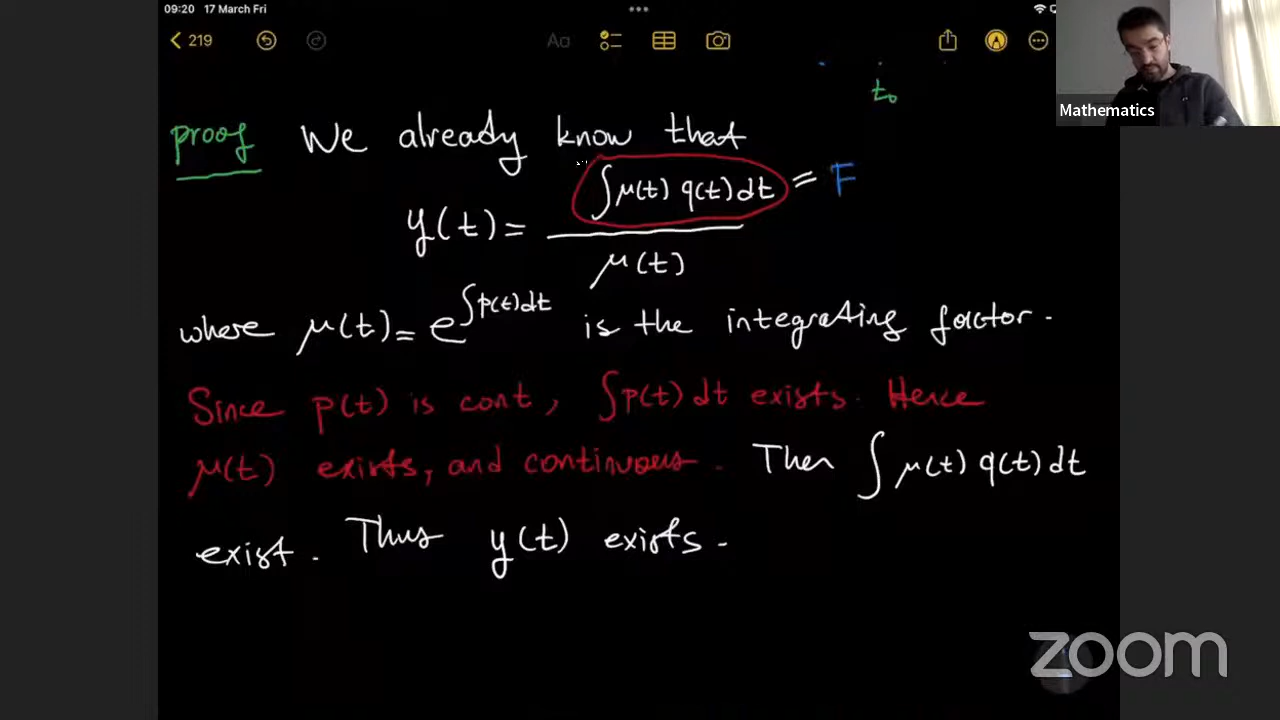 09:20 17 March Fri
219
Aa
t₀
Mathematics
proof We already know that
y(t) = ∫μ(t) q(t) dt / μ(t) = F
where μ(t) = e^∫p(t)dt is the integrating factor.
Since p(t) is cont, ∫p(t) dt exists. Hence
μ(t) exists, and continuous. Then ∫ μ(t) q(t) dt
exist. Thus y(t) exists.
zoom